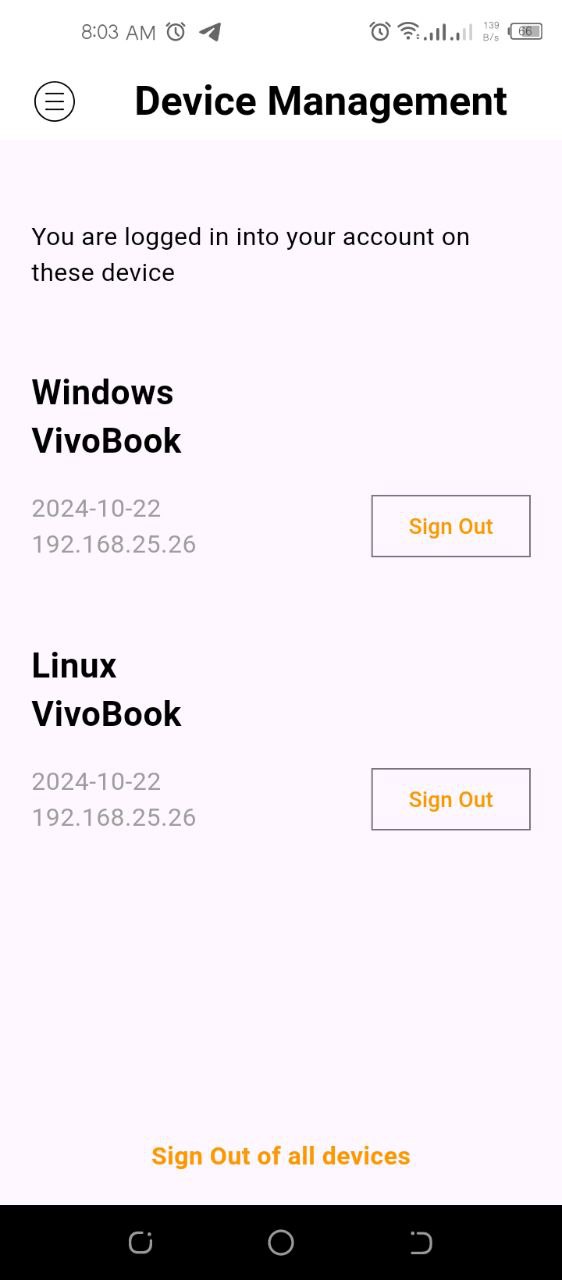 8:03 AM
139
B/s
66
Device Management
You are logged in into your account on
these device
Windows
VivoBook
2024-10-22
192.168.25.26
Sign Out
Linux
VivoBook
2024-10-22
192.168.25.26
Sign Out
Sign Out of all devices